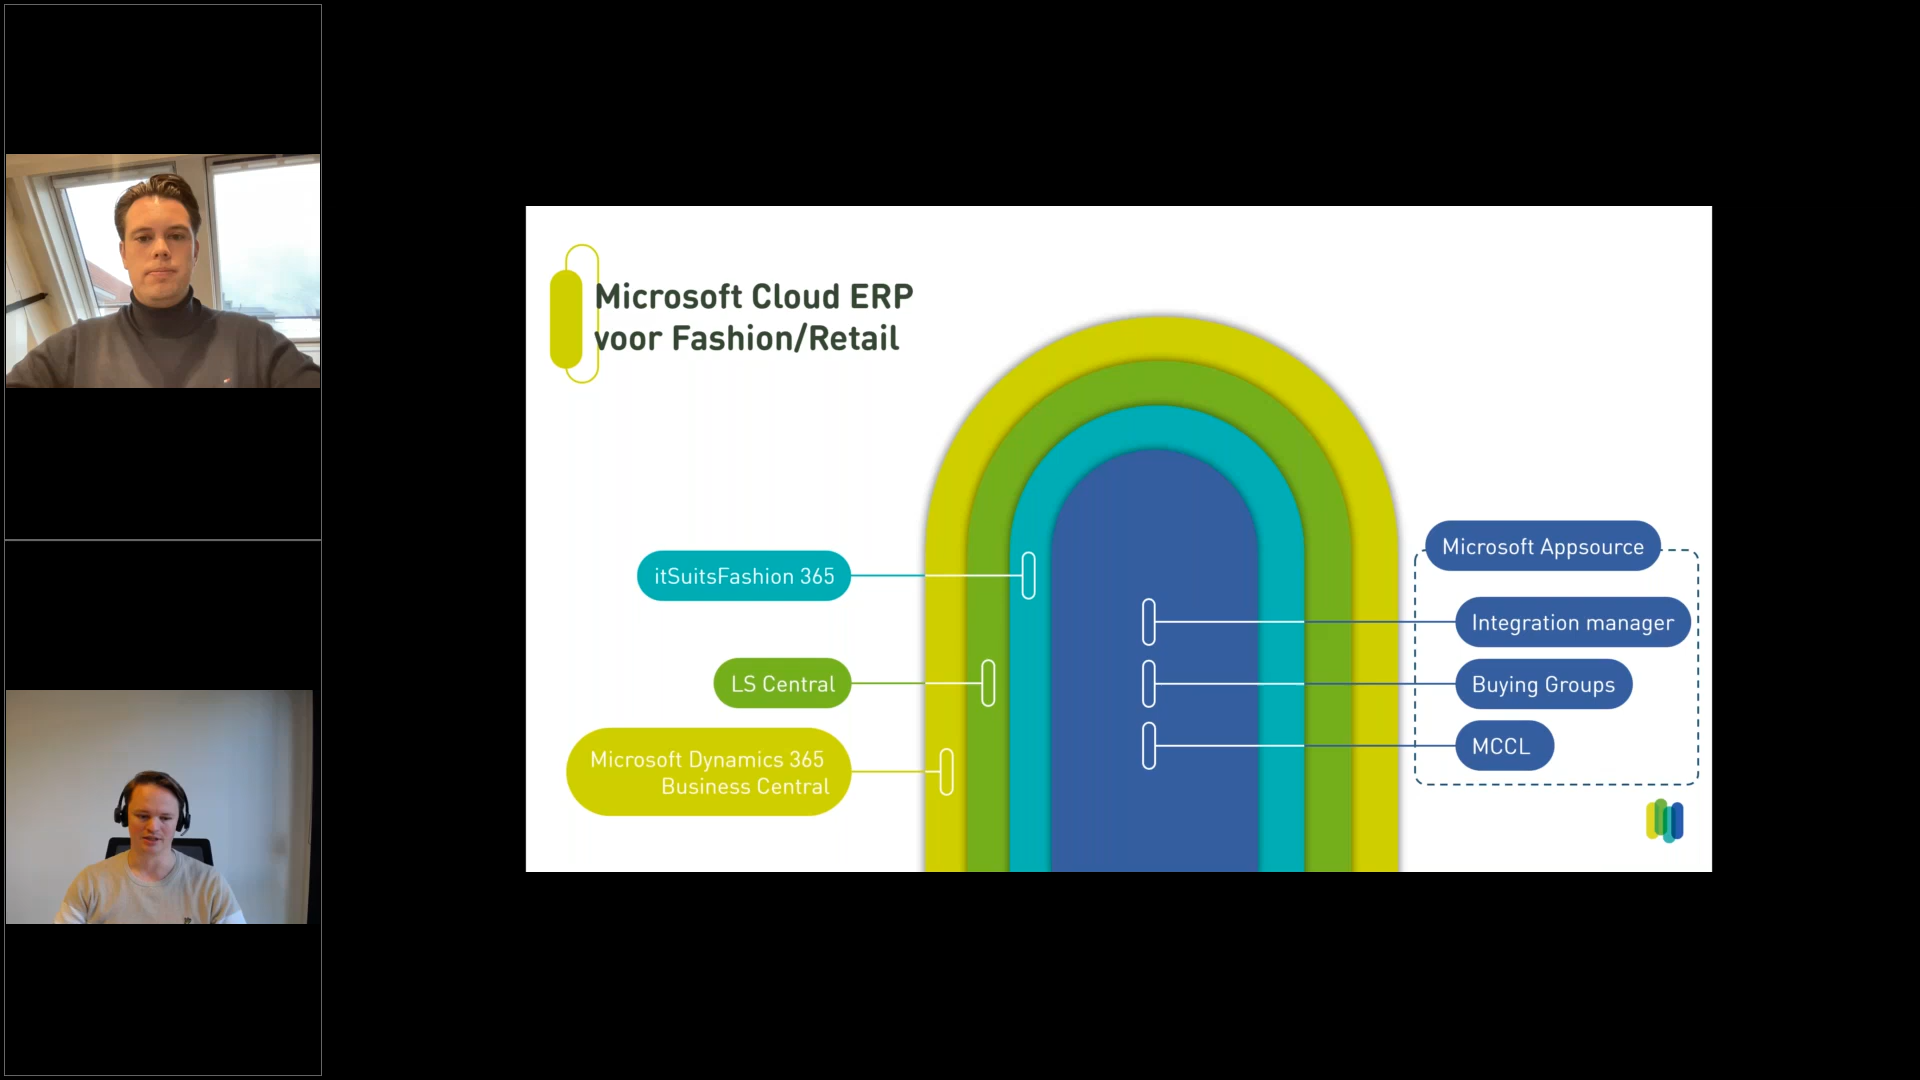 Microsoft Cloud ERP
voor Fashion/Retail
itSuitsFashion 365
LS Central
Microsoft Dynamics 365
Business Central
Microsoft Appsource
Integration manager
Buying Groups
MCCL